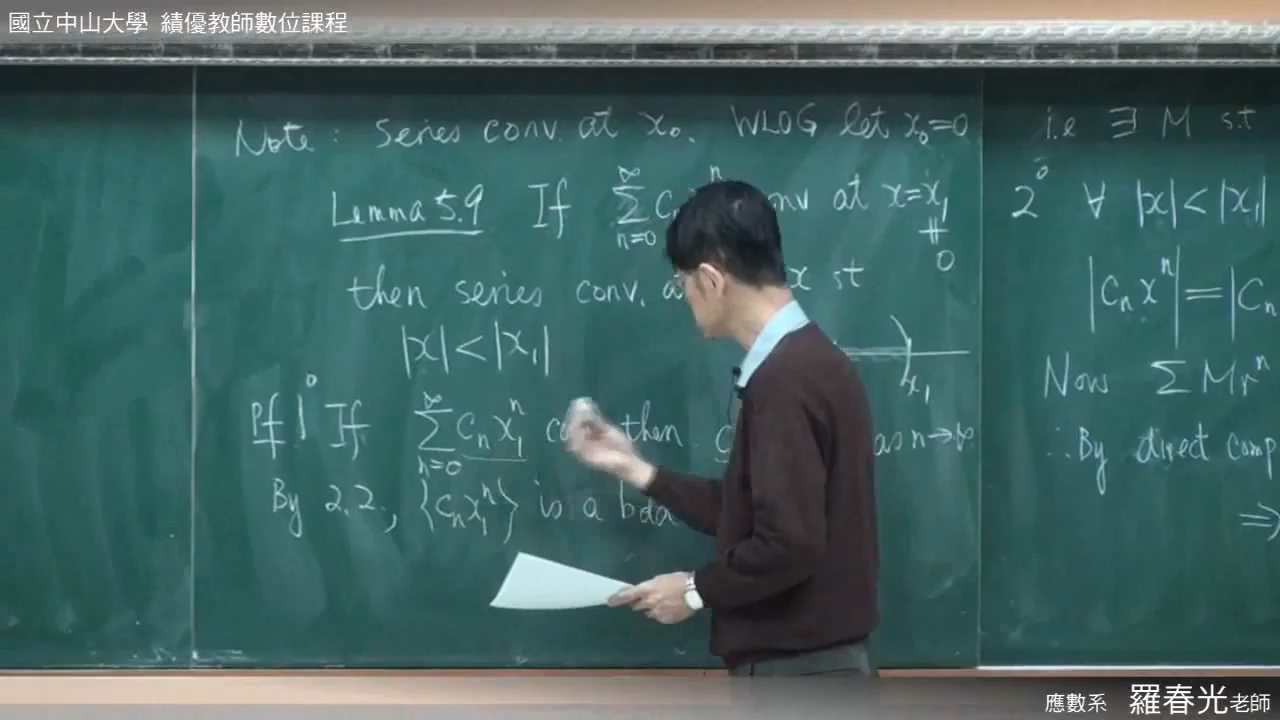 國立中山大學 績優教師數位課程
Note: Series conv. at x₀. WLOG let x₀=0
Lemma 5.9 If ∑_{n=0}^{∞} c n conv at x=x₁≠0
then series conv. at x st
|x|<|x₁|
x₁
Pf 1° If ∑_{n=0}^{∞} cₙx₁ⁿ then as n→∞
By 2.2, {cₙx₁ⁿ} is a bdd
i.e ∃ M s.t
2° ∀ |x|<|x₁|
|cₙxⁿ|=|cₙ
Now ∑Mrⁿ
∴By direct comp
⇒
應數系 羅春光老師